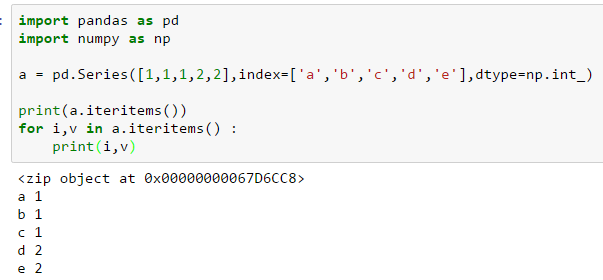 :
import pandas as pd
import numpy as np
a = pd.Series([1,1,1,2,2],index=['a','b','c','d','e'],dtype=np.int_)
print(a.iteritems())
for i,v in a.iteritems() :
    print(i,v)
<zip object at 0x00000000067D6CC8>
a 1
b 1
c 1
d 2
e 2